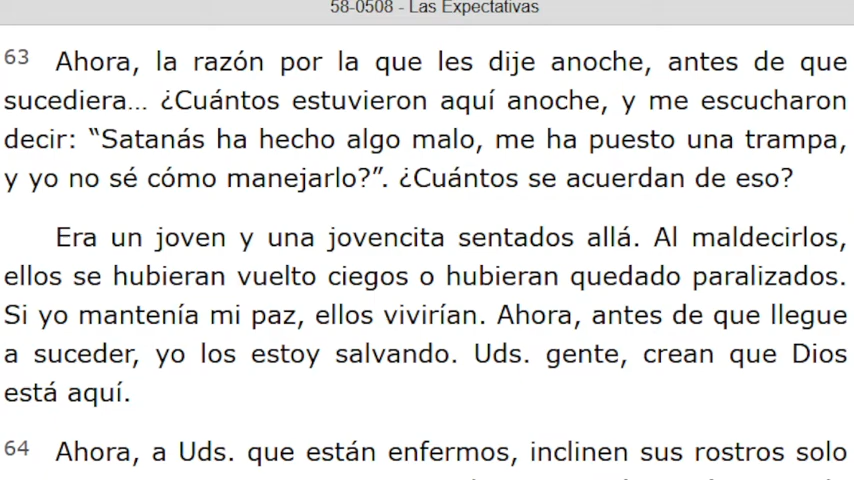 58-0508 - Las Expectativas
63 Ahora, la razón por la que les dije anoche, antes de que
sucediera... ¿Cuántos estuvieron aquí anoche, y me escucharon
decir: “Satanás ha hecho algo malo, me ha puesto una trampa,
y yo no sé cómo manejarlo?”. ¿Cuántos se acuerdan de eso?
Era un joven y una jovencita sentados allá. Al maldecirlos,
ellos se hubieran vuelto ciegos o hubieran quedado paralizados.
Si yo mantenía mi paz, ellos vivirían. Ahora, antes de que llegue
a suceder, yo los estoy salvando. Uds. gente, crean que Dios
está aquí.
64 Ahora, a Uds. que están enfermos, inclinen sus rostros solo